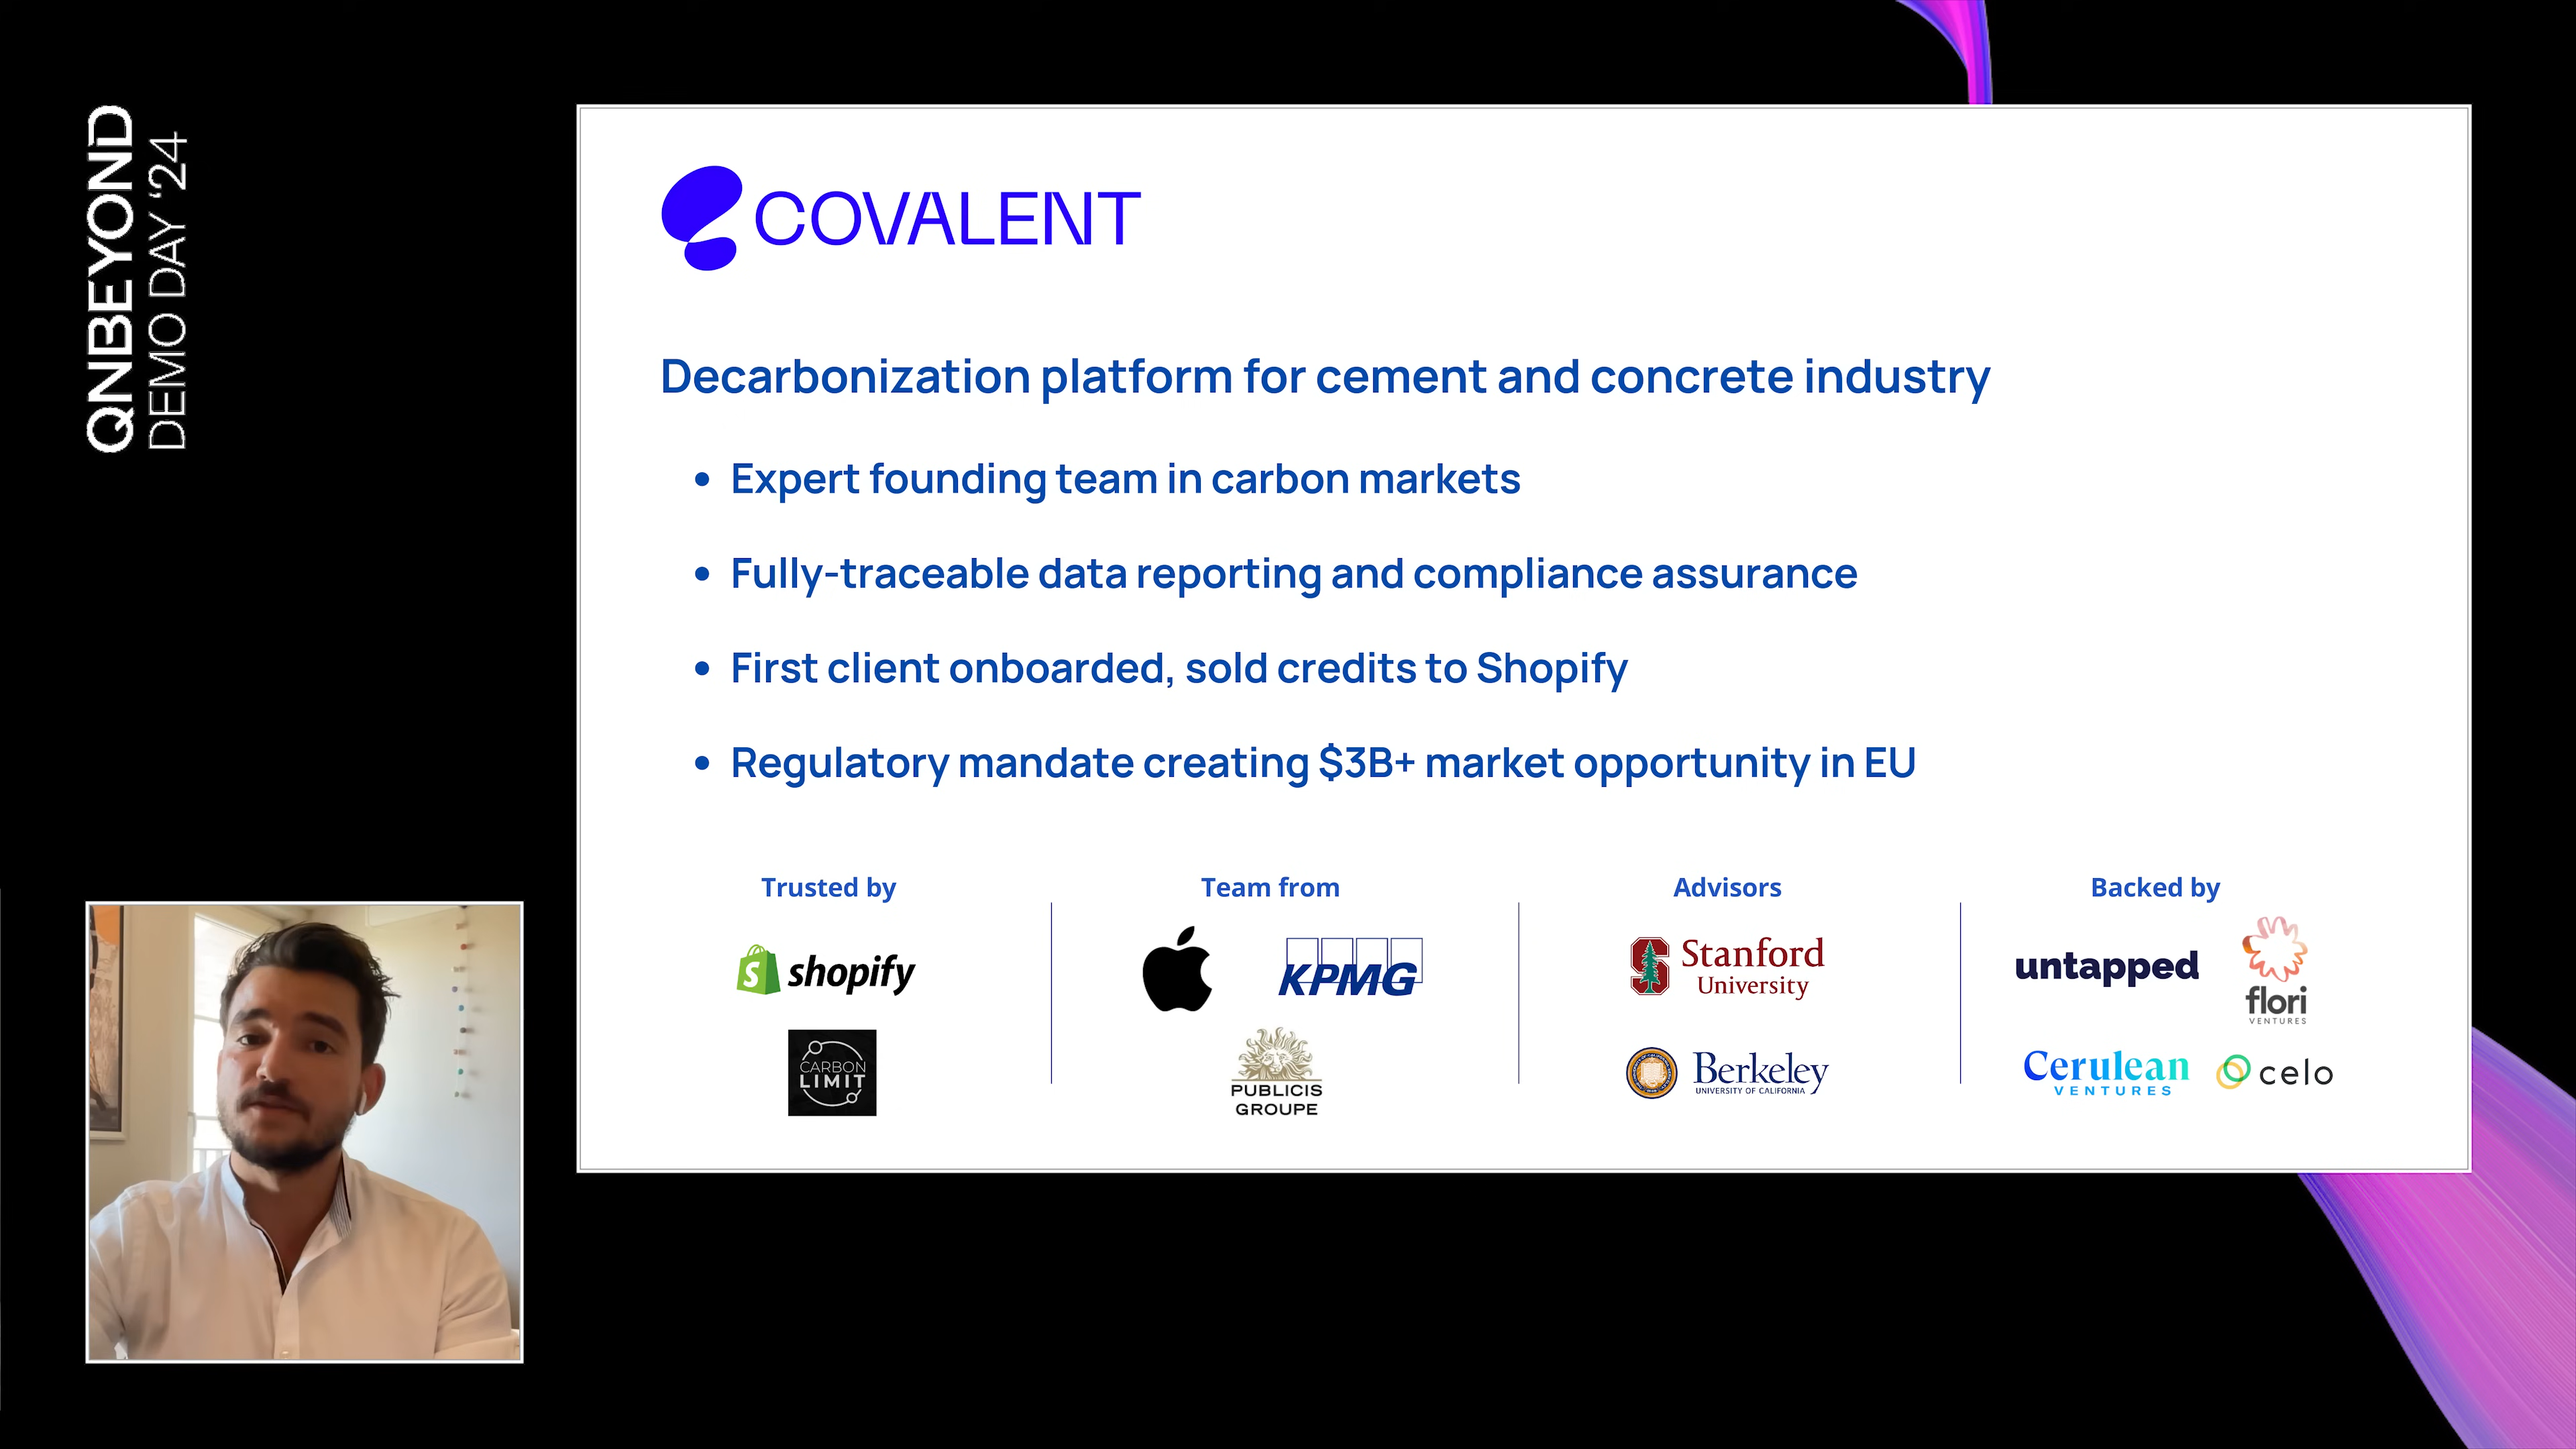 QNBEYOND
DEMO DAY ‘24
COVALENT
Decarbonization platform for cement and concrete industry
• Expert founding team in carbon markets
• Fully-traceable data reporting and compliance assurance
• First client onboarded, sold credits to Shopify
• Regulatory mandate creating $3B+ market opportunity in EU
Trusted by
shopify
CARBON
LIMIT
Team from
KPMG
PUBLICIS
GROUPE
Advisors
Stanford
University
Berkeley
UNIVERSITY OF CALIFORNIA
Backed by
untapped
flori
VENTURES
Cerulean
VENTURES
celo